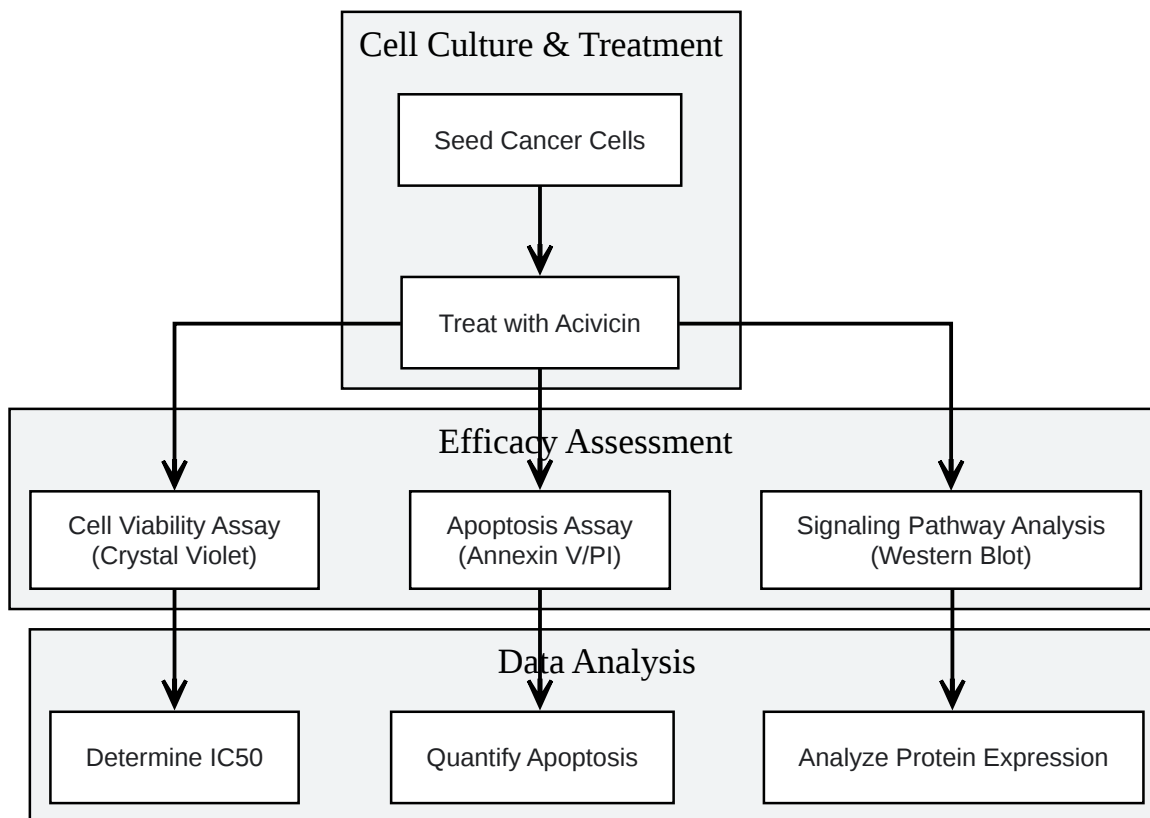 Cell Culture & Treatment
Seed Cancer Cells
Treat with Acivicin
Efficacy Assessment
Cell Viability Assay
(Crystal Violet)
Apoptosis Assay
(Annexin V/PI)
Signaling Pathway Analysis
(Western Blot)
Data Analysis
Determine IC50
Quantify Apoptosis
Analyze Protein Expression